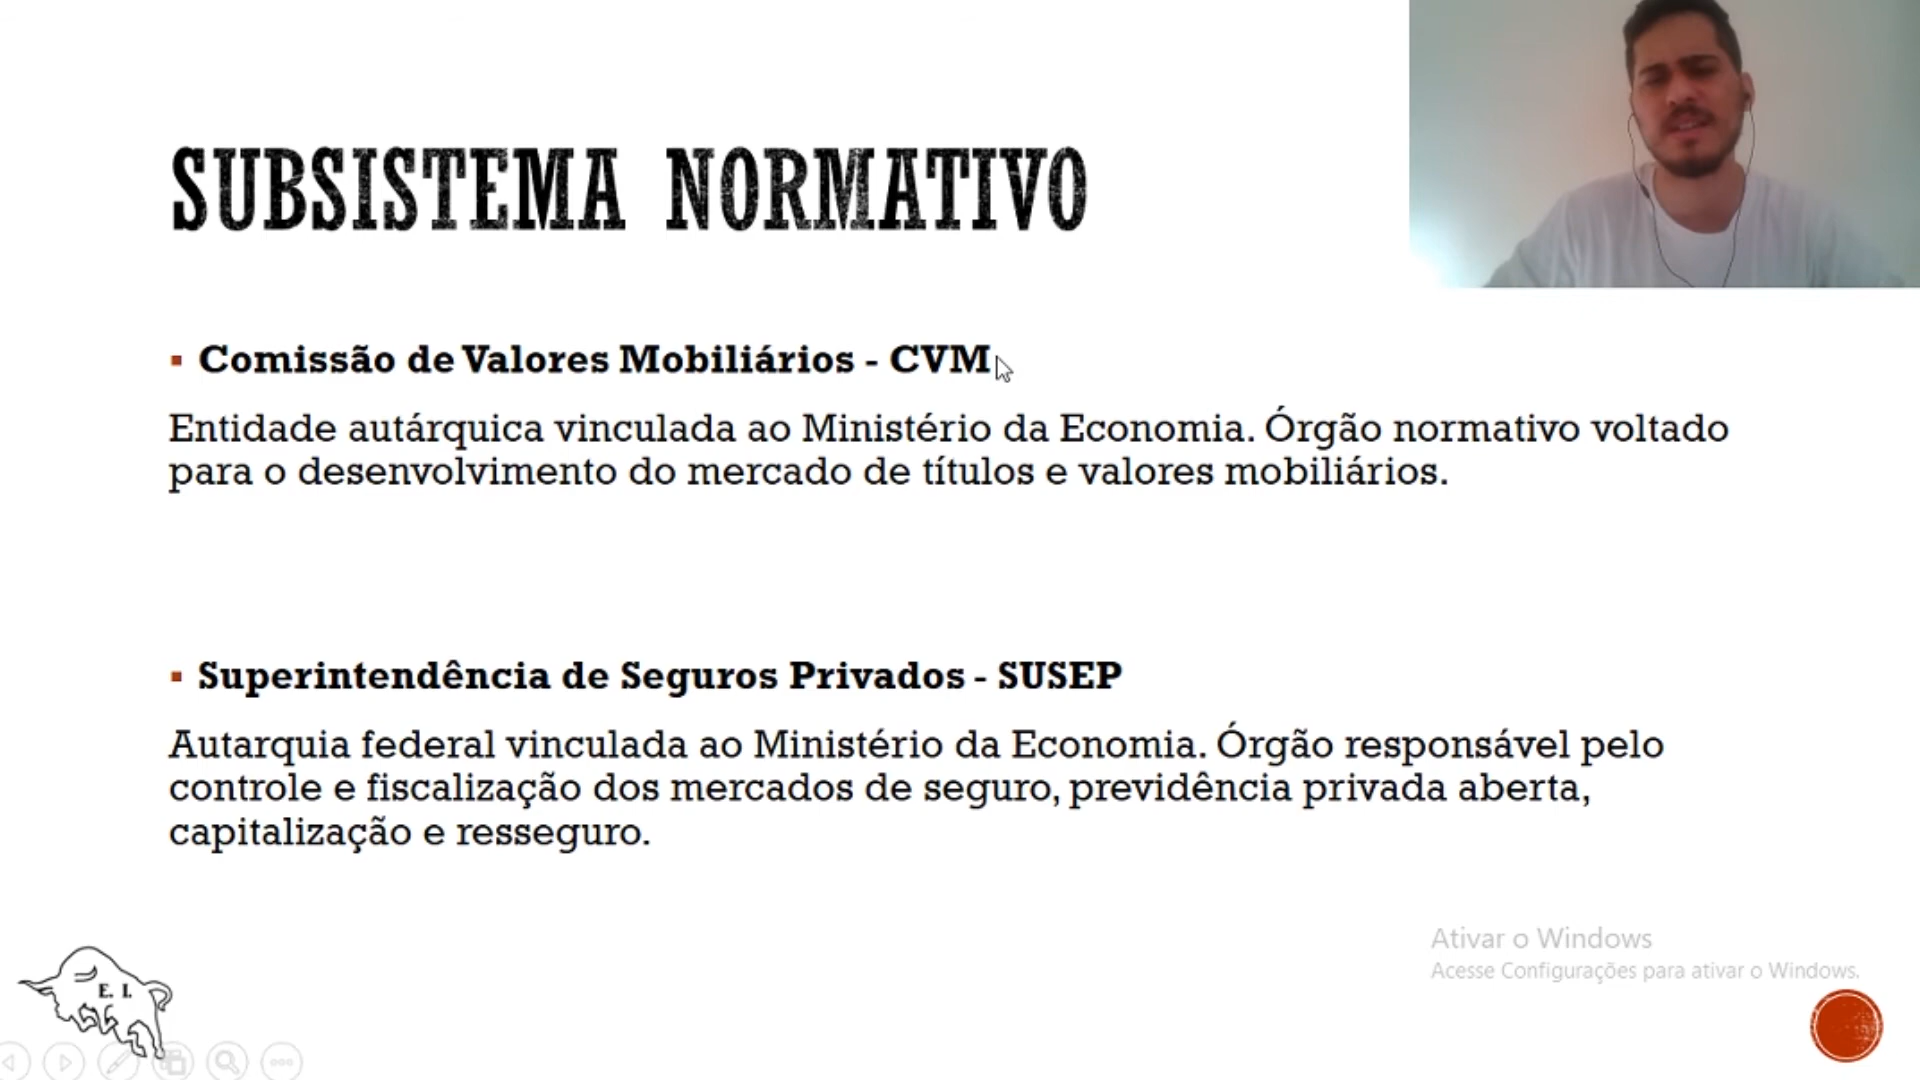 SUBSISTEMA NORMATIVO
▪ Comissão de Valores Mobiliários - CVM
Entidade autárquica vinculada ao Ministério da Economia. Órgão normativo voltado
para o desenvolvimento do mercado de títulos e valores mobiliários.
▪ Superintendência de Seguros Privados - SUSEP
Autarquia federal vinculada ao Ministério da Economia. Órgão responsável pelo
controle e fiscalização dos mercados de seguro, previdência privada aberta,
capitalização e resseguro.
Ativar o Windows
Acesse Configurações para ativar o Windows.
E. I.